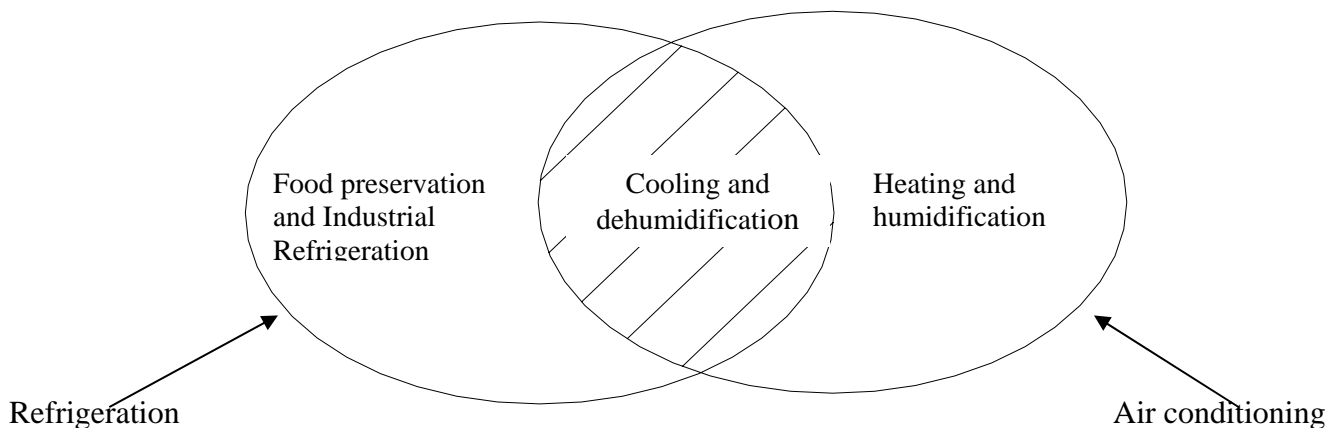 Food preservation
and Industrial
Refrigeration
Cooling and
dehumidification
Heating and
humidification
Refrigeration
Air conditioning